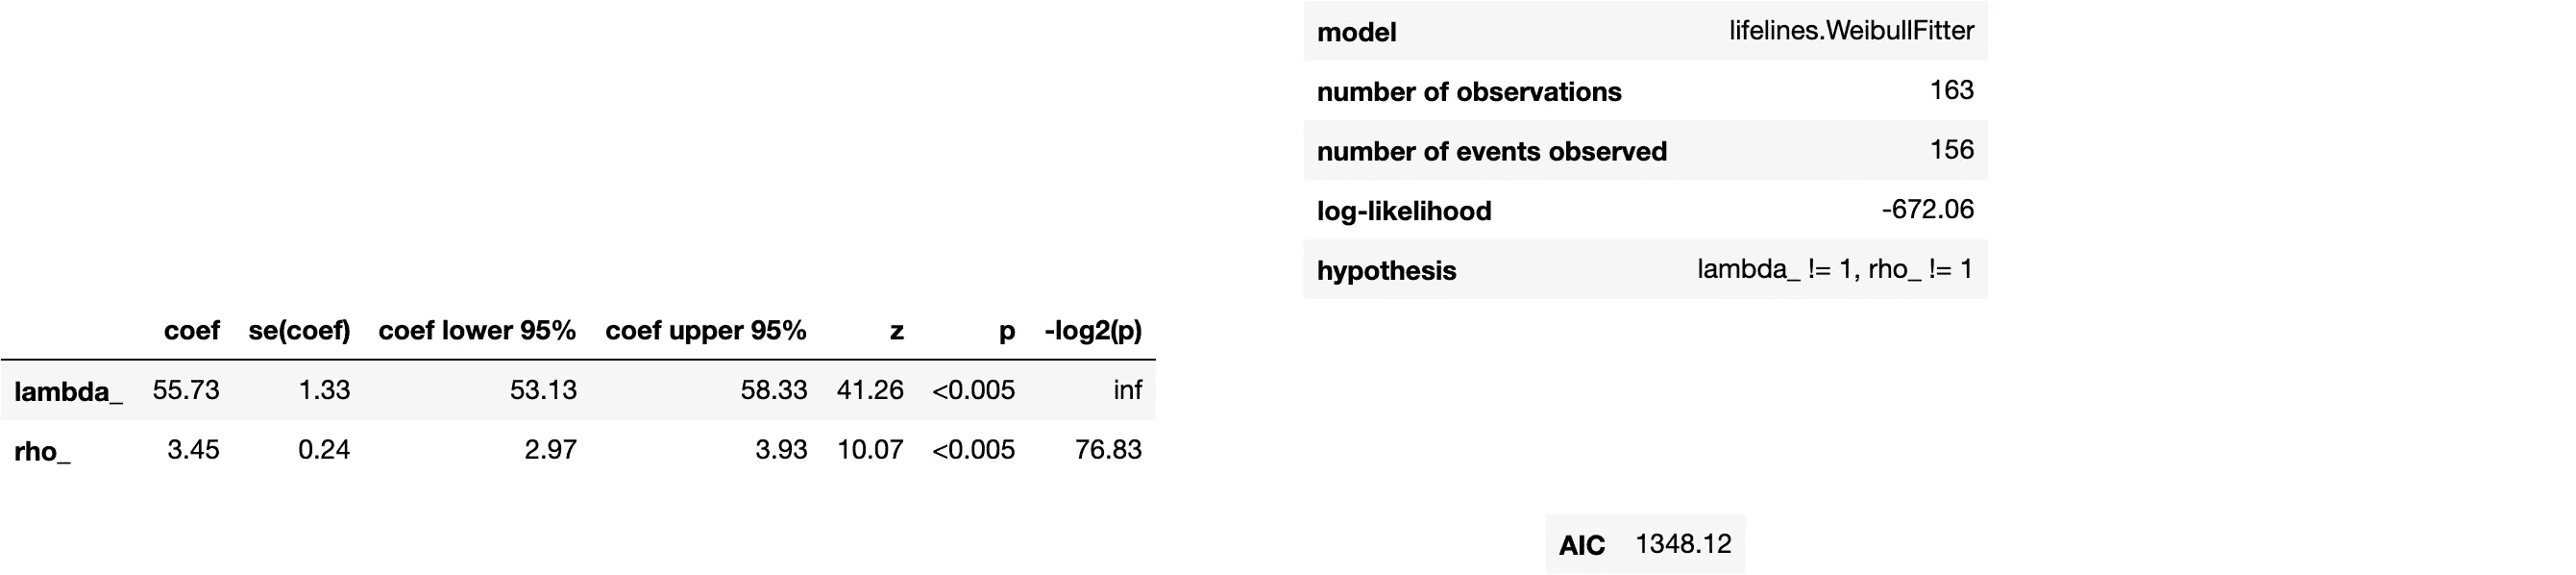 model lifelines.WeibullFitter
number of observations 163
number of events observed 156
log-likelihood -672.06
hypothesis lambda_ != 1, rho_ != 1
coef se(coef) coef lower 95% coef upper 95% z p -log2(p)
lambda_ 55.73 1.33 53.13 58.33 41.26 <0.005 inf
rho_ 3.45 0.24 2.97 3.93 10.07 <0.005 76.83
AIC 1348.12